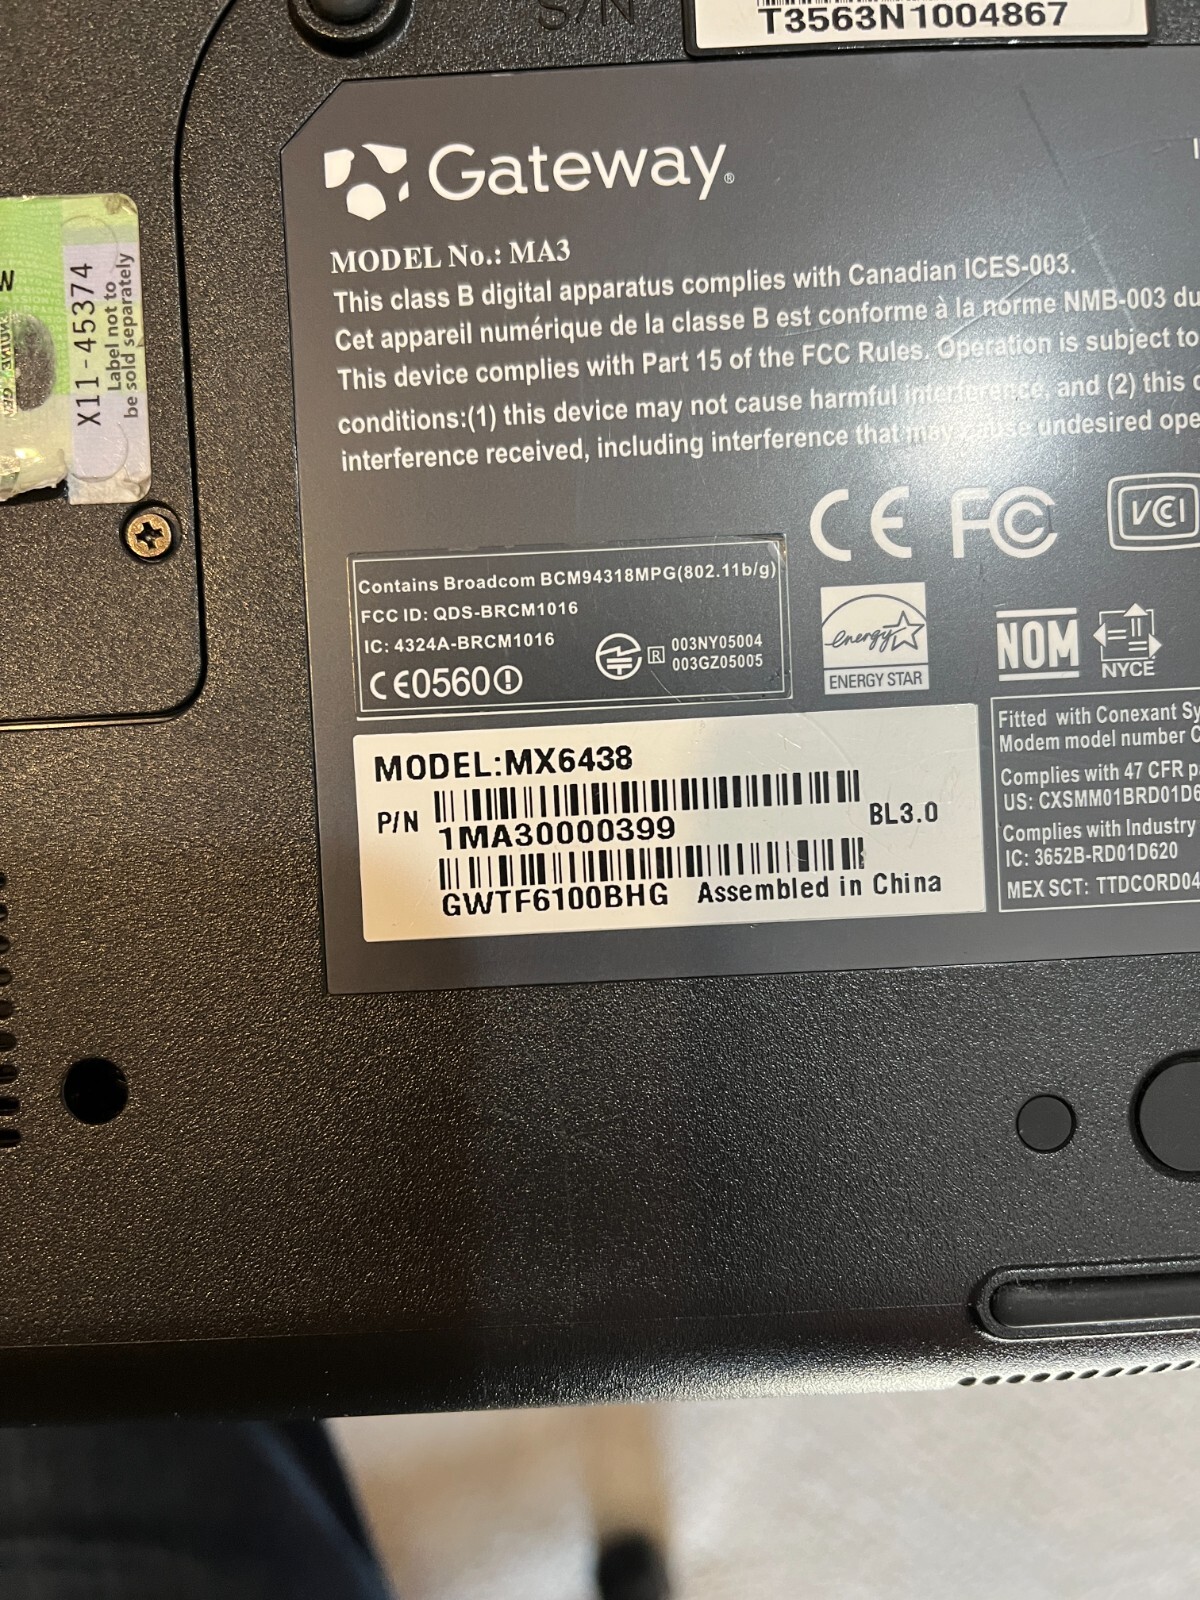 S/N
T3563N1004867
Gateway®
MODEL No.: MA3
This class B digital apparatus complies with Canadian ICES-003.
Cet appareil numérique de la classe B est conforme à la norme NMB-003 du
This device complies with Part 15 of the FCC Rules. Operation is subject to
conditions:(1) this device may not cause harmful interference, and (2) this
interference received, including interference that may cause undesired
X11-45374
Label not to
be sold separately
CE FC VCI
Contains Broadcom BCM94318MPG(802.11b/g)
FCC ID: QDS-BRCM1016
IC: 4324A-BRCM1016
CE0560
R 003NY05004
003GZ05005
energy
ENERGY STAR
NOM
NYCE
MODEL:MX6438
P/N
1MA30000399
BL3.0
GWTF6100BHG Assembled in China
Fitted with Conexant
Modem model number
Complies with 47 CFR
US: CXSMM01BRD01D6
Complies with Industry
IC: 3652B-RD01D620
MEX SCT: TTDCORD04